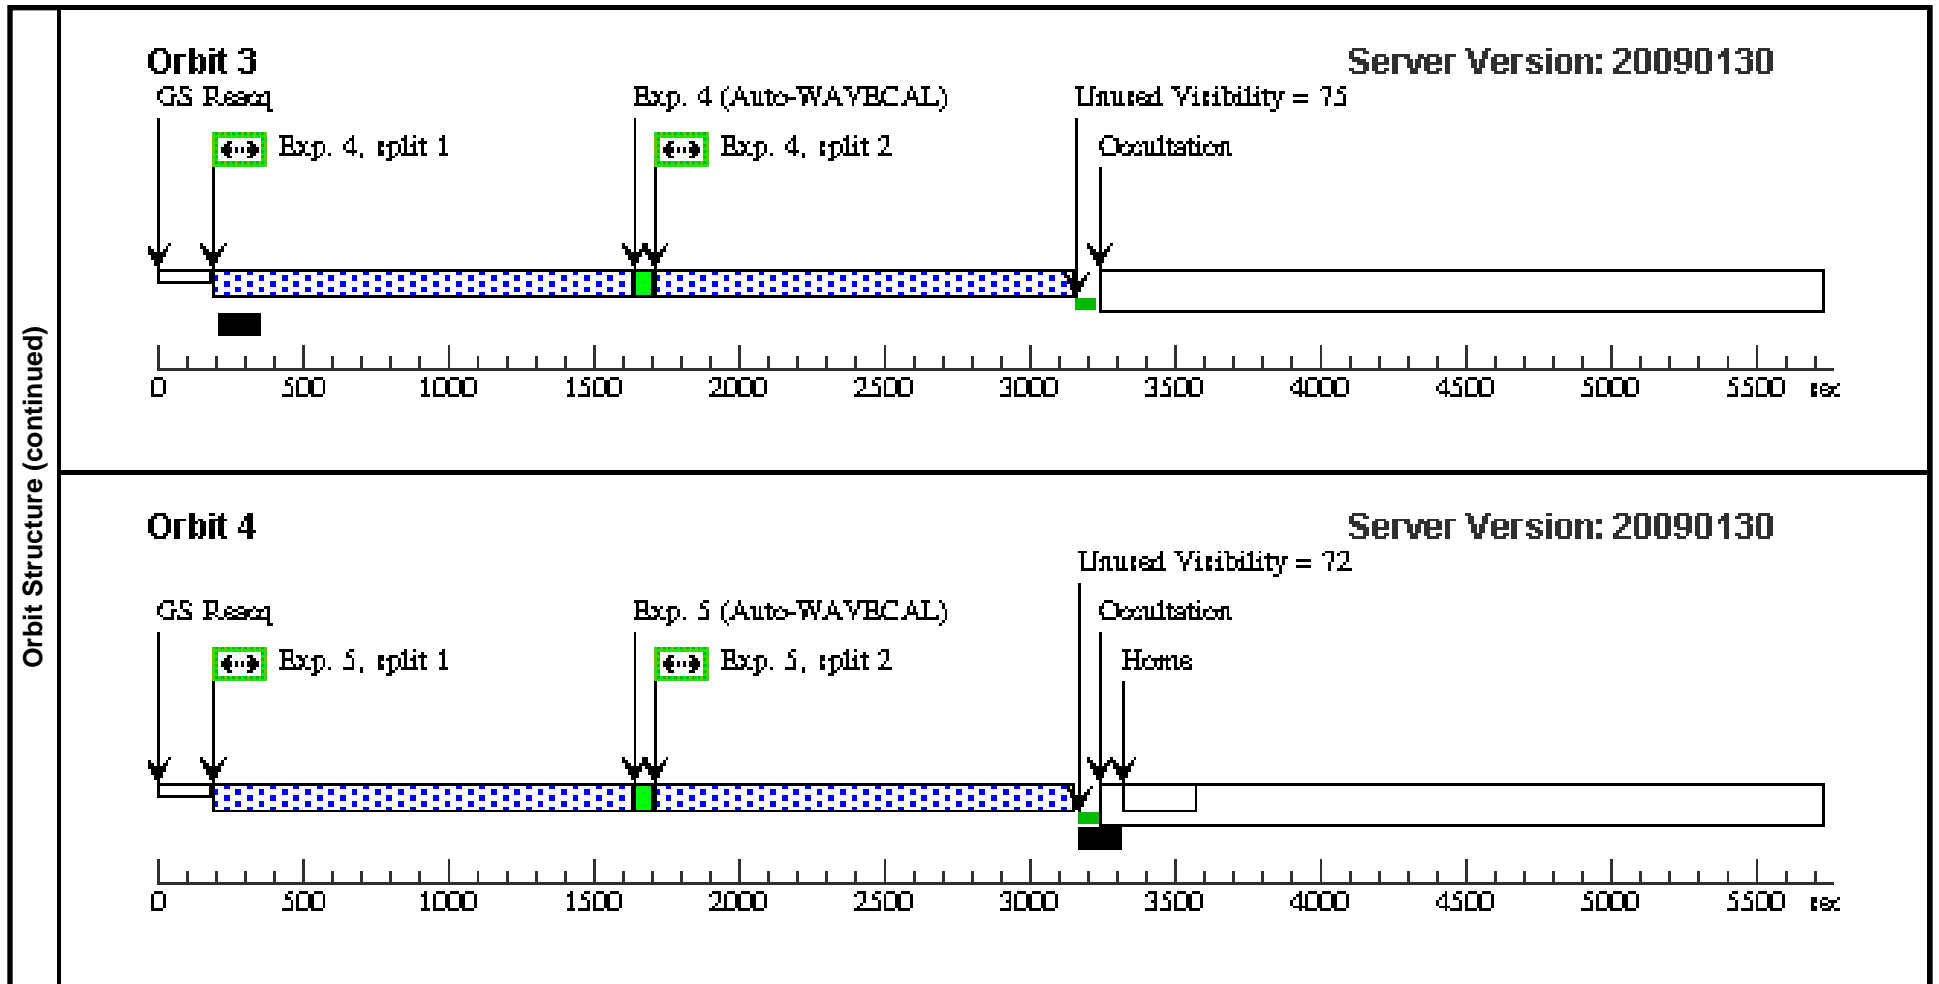 Orbit Structure (continued)
Orbit 3 Server Version: 20090130
GS Reacq Exp. 4 (Auto-WAVECAL) Unused Visibility = 75
Exp. 4, split 1 Exp. 4, split 2 Occultation
0 500 1000 1500 2000 2500 3000 3500 4000 4500 5000 5500 sec
Orbit 4 Server Version: 20090130
Unused Visibility = 72
GS Reacq Exp. 5 (Auto-WAVECAL) Occultation
Exp. 5, split 1 Exp. 5, split 2 Home
0 500 1000 1500 2000 2500 3000 3500 4000 4500 5000 5500 sec